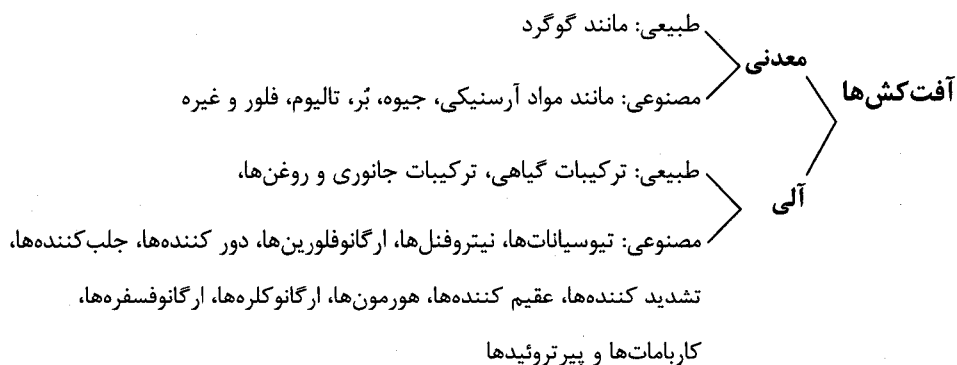 طبیعی: مانند گوگرد
معدنی
آفت‌کش‌ها
مصنوعی: مانند مواد آرسنیکی، جیوه، بُر، تالیوم، فلور و غیره
طبیعی: ترکیبات گیاهی، ترکیبات جانوری و روغن‌ها،
آلی
مصنوعی: تیوسیانات‌ها، نیتروفنل‌ها، ارگانوفلورین‌ها، دور کننده‌ها، جلب‌کننده‌ها،
تشدید کننده‌ها، عقیم کننده‌ها، هورمون‌ها، ارگانوکلره‌ها، ارگانوفسفره‌ها،
کاربامات‌ها و پیرتروئیدها